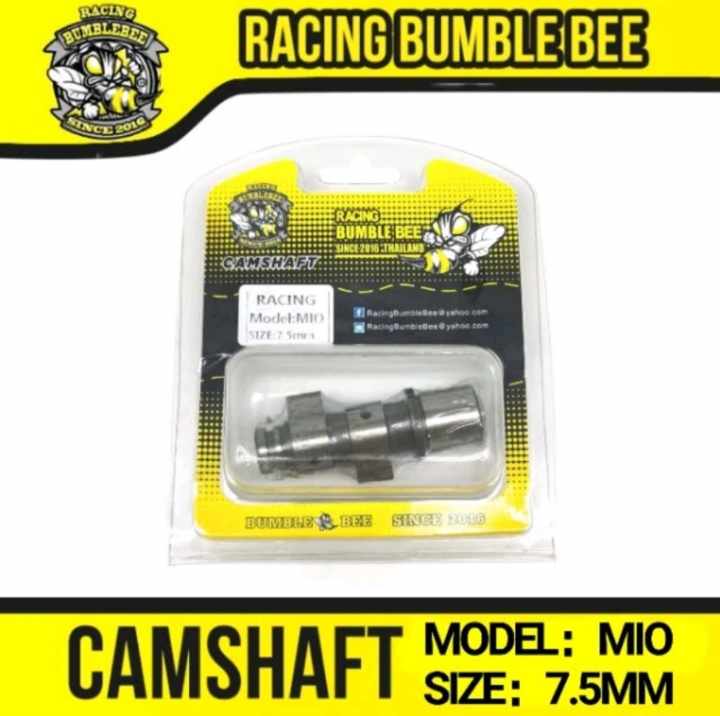 RACING
BUMBLEBEE
SINCE 2016
RACING BUMBLE BEE
RACING
BUMBLEBEE
SINCE 2016
CAMSHAFT
RACING
BUMBLE BEE
SINCE 2016 THAILAND
RACING
Model:MIO
SIZE:7.5mm
RacingBumbleBee@yahoo.com
RacingBumbleBee@yahoo.com
BUMBLE BEE SINCE 2016
CAMSHAFT
MODEL: MIO
SIZE: 7.5MM